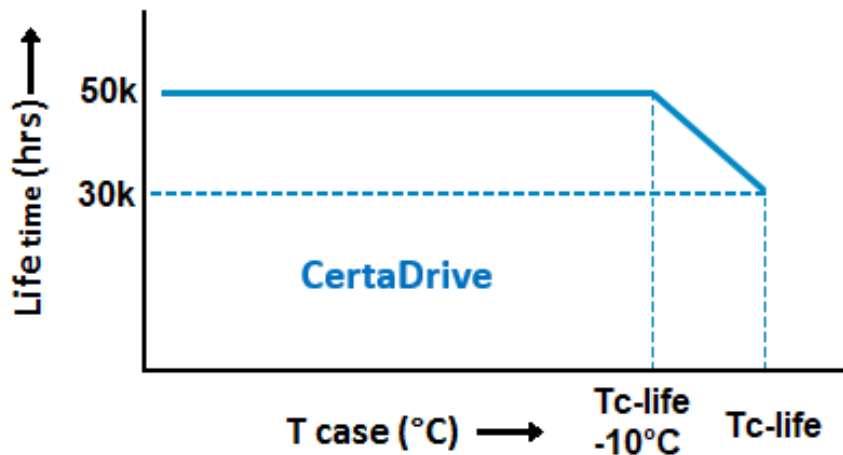 Life time (hrs)
50k
30k
CertaDrive
T case (°C)
Tc-life
-10°C
Tc-life